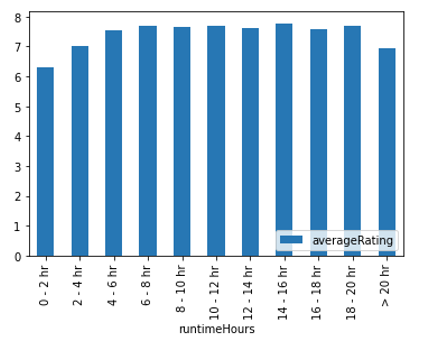 8
7
6
5
4
3
2
1
0
averageRating
0 - 2 hr
2 - 4 hr
4 - 6 hr
6 - 8 hr
8 - 10 hr
10 - 12 hr
12 - 14 hr
14 - 16 hr
16 - 18 hr
18 - 20 hr
> 20 hr
runtimeHours